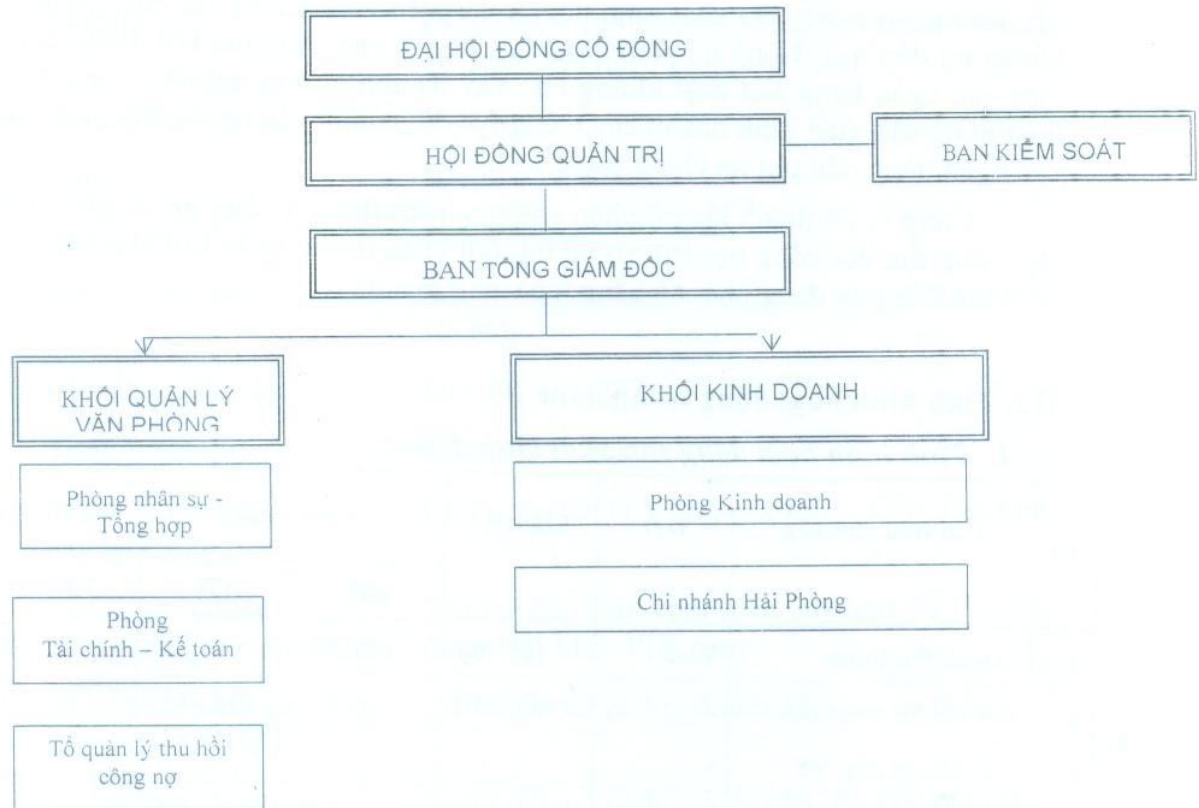 ĐẠI HỘI ĐỒNG CỔ ĐÔNG
HỘI ĐỒNG QUẢN TRỊ
BAN KIỂM SOÁT
BAN TỔNG GIÁM ĐỐC
KHỐI QUẢN LÝ
VĂN PHÒNG
KHỐI KINH DOANH
Phòng nhân sự -
Tổng hợp
Phòng Kinh doanh
Phòng
Tài chính – Kế toán
Chi nhánh Hải Phòng
Tổ quản lý thu hồi
công nợ